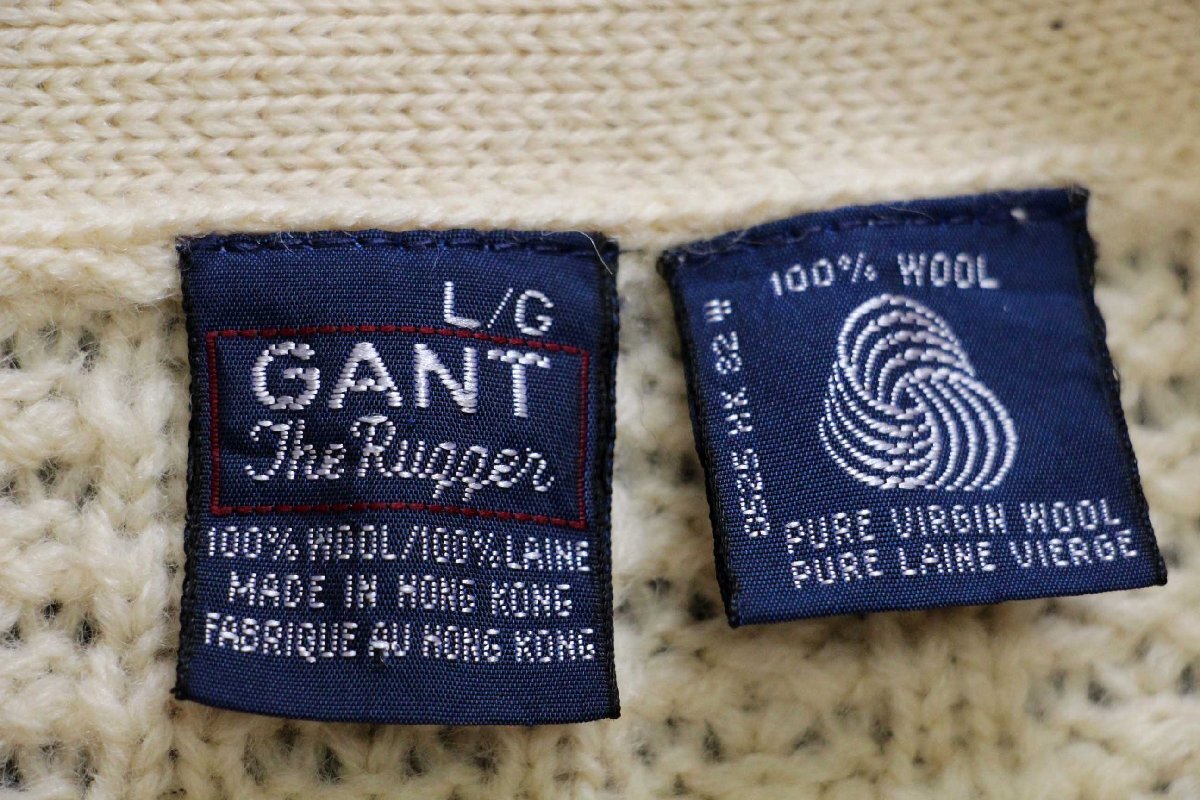 L/G
GANT
The Rugger
100% WOOL/100% LAINE
MADE IN HONG KONG
FABRIQUE AU HONG KONG
100% WOOL
PURE VIRGIN WOOL
PURE LAINE VIERGE